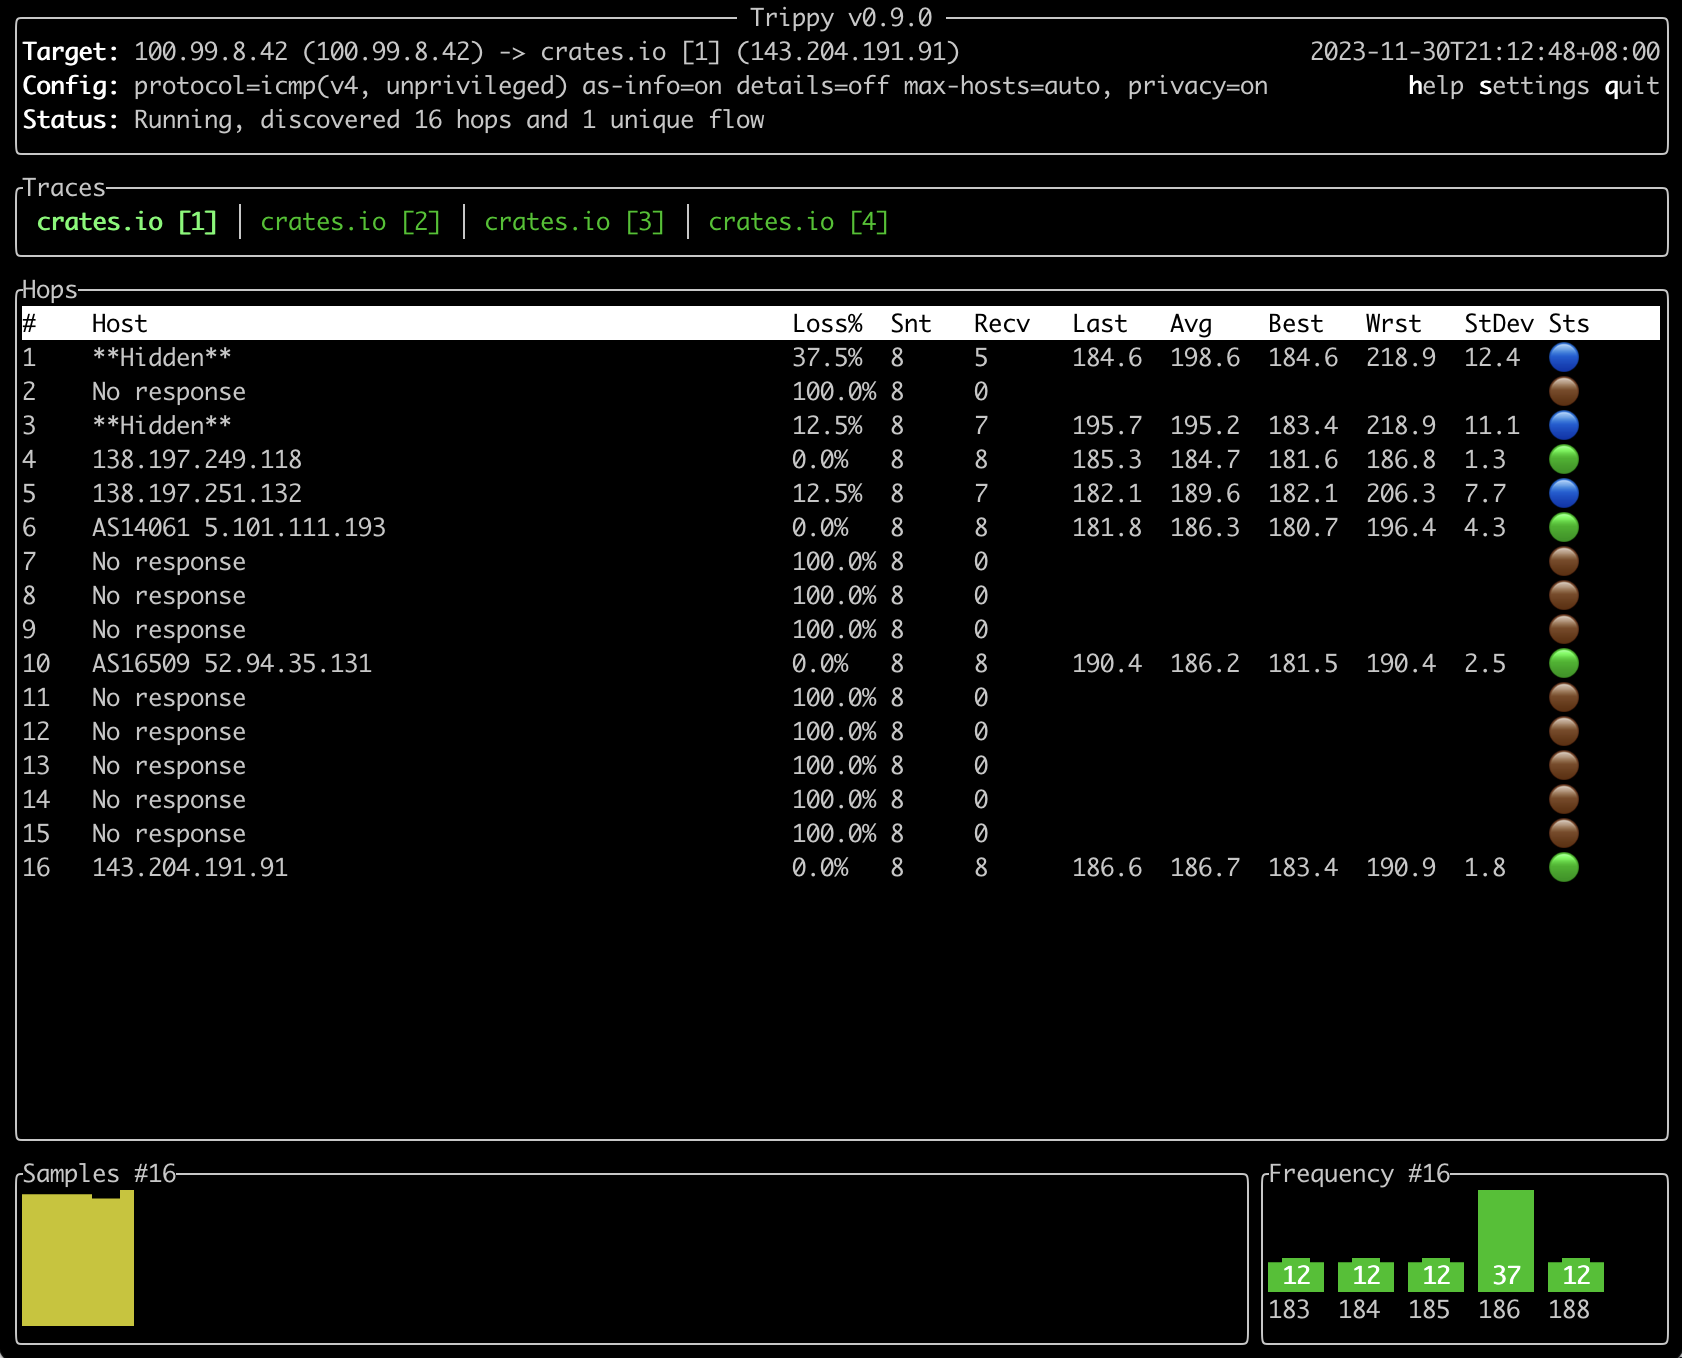 Trippy v0.9.0
Target: 100.99.8.42 (100.99.8.42) -> crates.io [1] (143.204.191.91) 2023-11-30T21:12:48+08:00
Config: protocol=icmp(v4, unprivileged) as-info=on details=off max-hosts=auto, privacy=on help settings quit
Status: Running, discovered 16 hops and 1 unique flow
Traces
crates.io [1] | crates.io [2] | crates.io [3] | crates.io [4]
Hops
# Host Loss% Snt Recv Last Avg Best Wrst StDev Sts
1 **Hidden** 37.5% 8 5 184.6 198.6 184.6 218.9 12.4
2 No response 100.0% 8 0
3 **Hidden** 12.5% 8 7 195.7 195.2 183.4 218.9 11.1
4 138.197.249.118 0.0% 8 8 185.3 184.7 181.6 186.8 1.3
5 138.197.251.132 12.5% 8 7 182.1 189.6 182.1 206.3 7.7
6 AS14061 5.101.111.193 0.0% 8 8 181.8 186.3 180.7 196.4 4.3
7 No response 100.0% 8 0
8 No response 100.0% 8 0
9 No response 100.0% 8 0
10 AS16509 52.94.35.131 0.0% 8 8 190.4 186.2 181.5 190.4 2.5
11 No response 100.0% 8 0
12 No response 100.0% 8 0
13 No response 100.0% 8 0
14 No response 100.0% 8 0
15 No response 100.0% 8 0
16 143.204.191.91 0.0% 8 8 186.6 186.7 183.4 190.9 1.8
Samples #16
Frequency #16
12 12 12 37 12
183 184 185 186 188